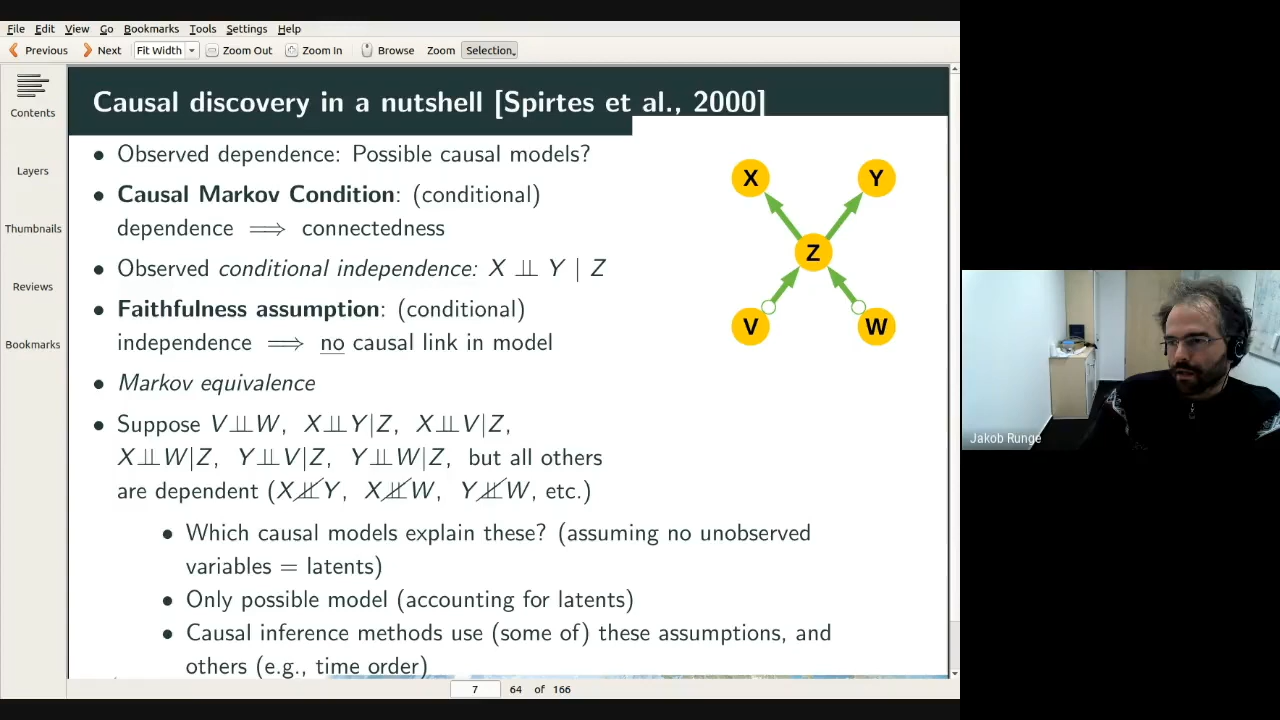 File Edit View Go Bookmarks Tools Settings Help
Previous Next Fit Width Zoom Out Zoom In Browse Zoom Selection
Contents
Layers
Thumbnails
Reviews
Bookmarks
Causal discovery in a nutshell [Spirtes et al., 2000]
• Observed dependence: Possible causal models?
• Causal Markov Condition: (conditional)
dependence ⟹ connectedness
• Observed conditional independence: X ⫫ Y | Z
• Faithfulness assumption: (conditional)
independence ⟹ no causal link in model
• Markov equivalence
• Suppose V⫫W, X⫫Y|Z, X⫫V|Z,
X⫫W|Z, Y⫫V|Z, Y⫫W|Z, but all others
are dependent (X⫫̸Y, X⫫̸W, Y⫫̸W, etc.)
• Which causal models explain these? (assuming no unobserved
variables = latents)
• Only possible model (accounting for latents)
• Causal inference methods use (some of) these assumptions, and
others (e.g., time order)
X Y
Z
V W
7 64 of 166
Jakob Runge